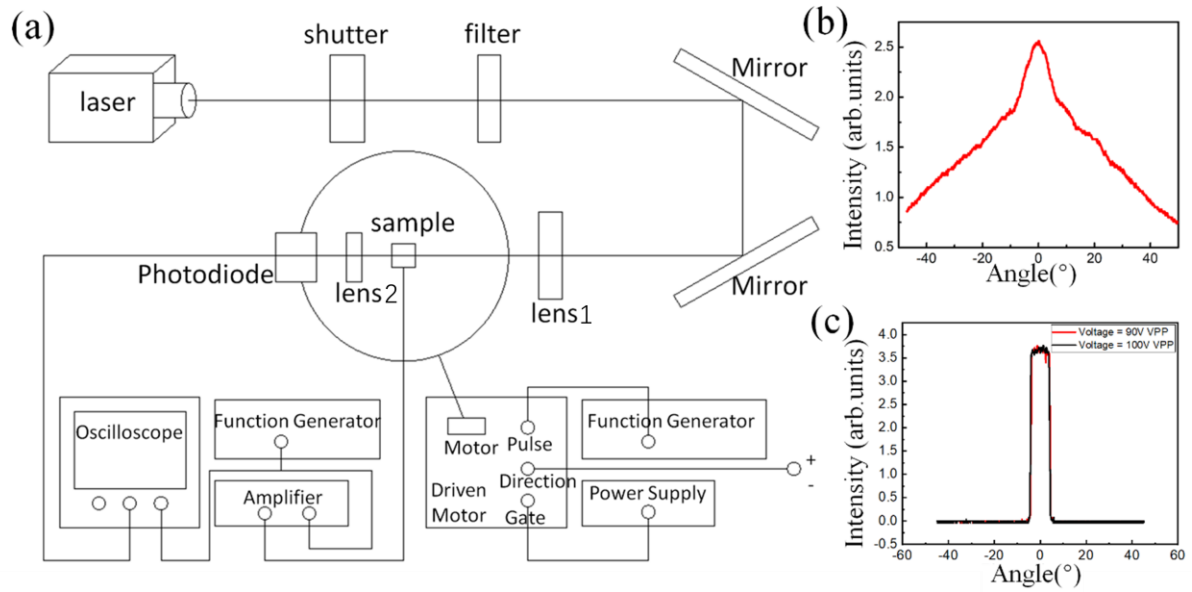 (a)
shutter
filter
Mirror
laser
sample
Photodiode
lens2
lens1
Mirror
Oscilloscope
Function Generator
Amplifier
Motor
Pulse
Direction
Driven
Motor
Gate
Function Generator
Power Supply
+
-
(b)
Intensity (arb.units)
2.5
2.0
1.5
1.0
0.5
-40 -20 0 20 40
Angle(°)
(c)
Intensity (arb.units)
4.0
3.5
3.0
2.5
2.0
1.5
1.0
0.5
0.0
-0.5
Voltage = 90V VPP
Voltage = 100V VPP
-60 -40 -20 0 20 40 60
Angle(°)